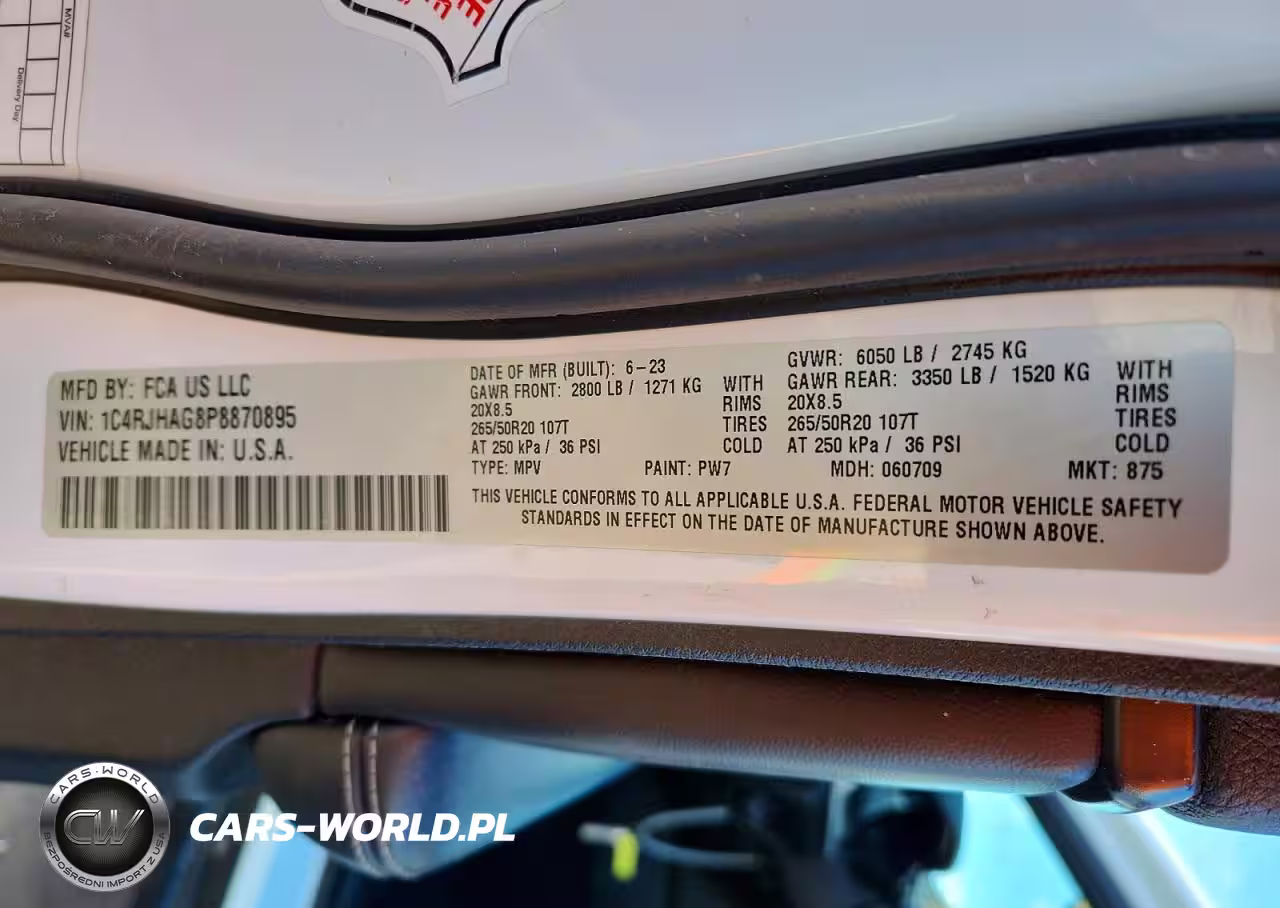 MVA#
Delivery Day
MFD BY: FCA US LLC
VIN: 1C4RJHAG8P8870895
VEHICLE MADE IN: U.S.A.
DATE OF MFR (BUILT): 6-23
GAWR FRONT: 2800 LB / 1271 KG WITH
20X8.5 RIMS
265/50R20 107T TIRES
AT 250 kPa / 36 PSI COLD
GVWR: 6050 LB / 2745 KG
GAWR REAR: 3350 LB / 1520 KG WITH
20X8.5 RIMS
265/50R20 107T TIRES
AT 250 kPa / 36 PSI COLD
TYPE: MPV PAINT: PW7 MDH: 060709 MKT: 875
THIS VEHICLE CONFORMS TO ALL APPLICABLE U.S.A. FEDERAL MOTOR VEHICLE SAFETY
STANDARDS IN EFFECT ON THE DATE OF MANUFACTURE SHOWN ABOVE.
CARS-WORLD
CW
BEZPOŚREDNI IMPORT Z USA
CARS-WORLD.PL